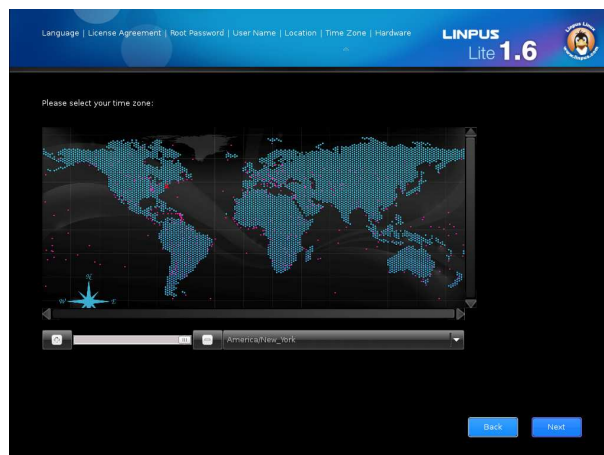 Language | License Agreement | Root Password | User Name | Location | Time Zone | Hardware
LINPUS
Lite 1.6
Please select your time zone:
N
W
E
America/New_York
Back
Next